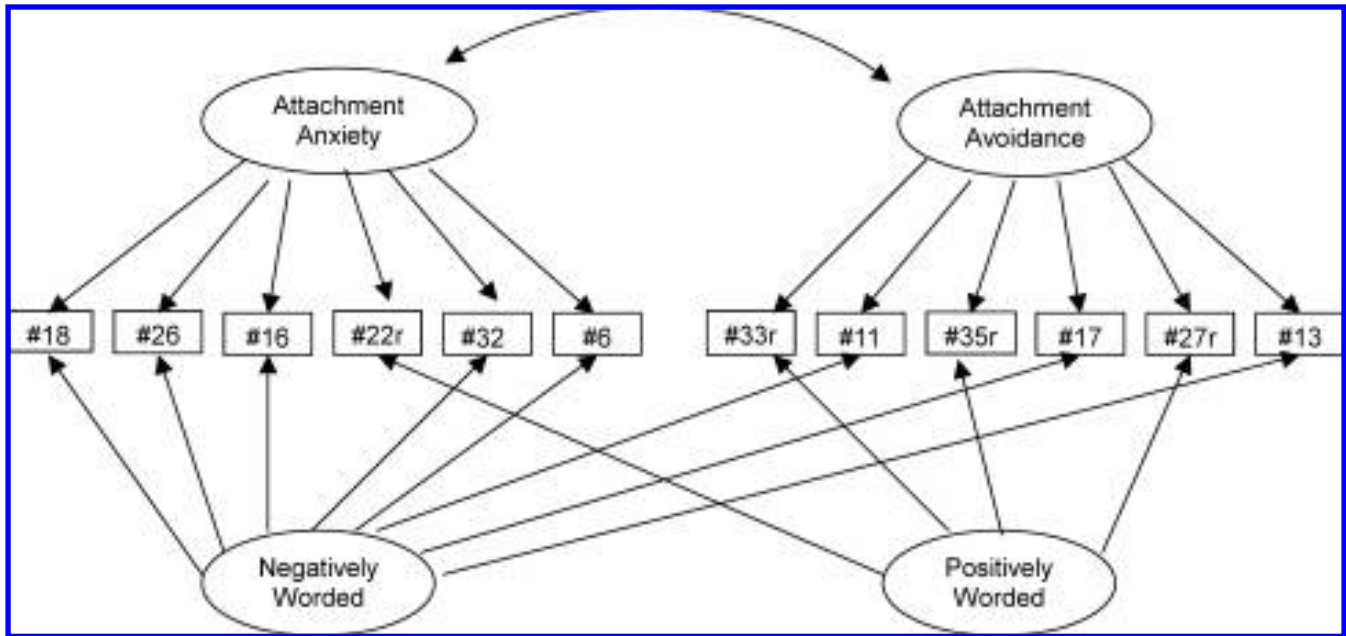 Attachment
Anxiety
Attachment
Avoidance
#18
#26
#16
#22r
#32
#6
#33r
#11
#35r
#17
#27r
#13
Negatively
Worded
Positively
Worded